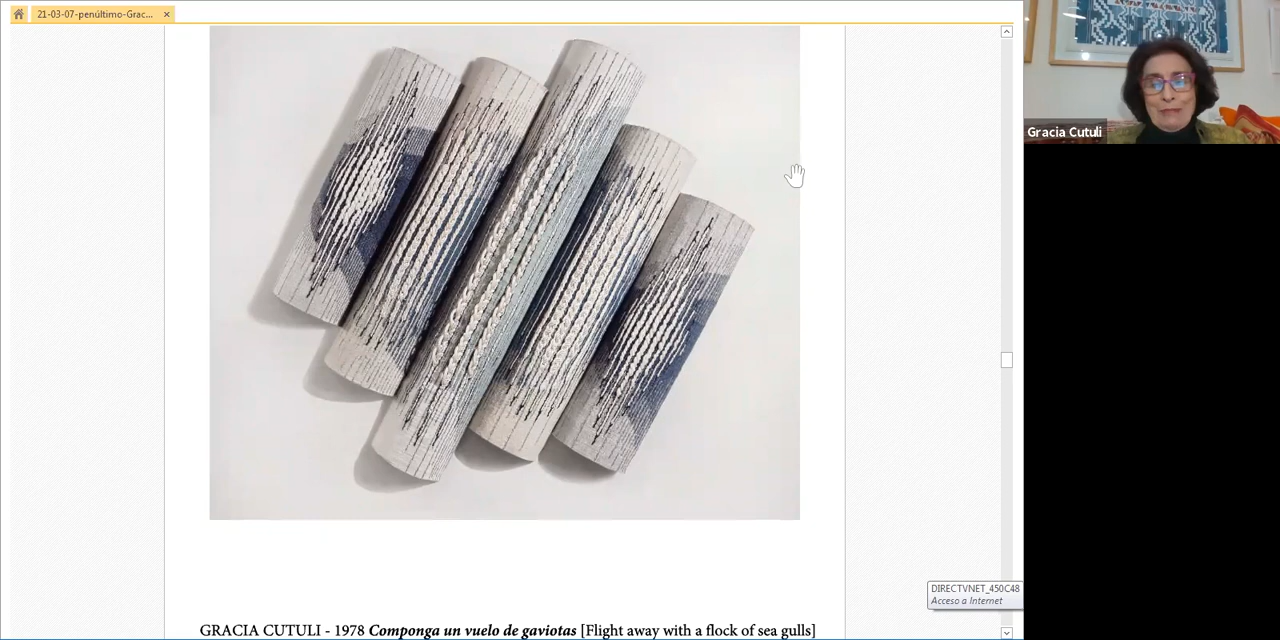 21-03-07-penúltimo-Grac...
Gracia Cutuli
DIRECTVNET_450C48
Acceso a Internet
GRACIA CUTULI - 1978 Componga un vuelo de gaviotas [Flight away with a flock of sea gulls]